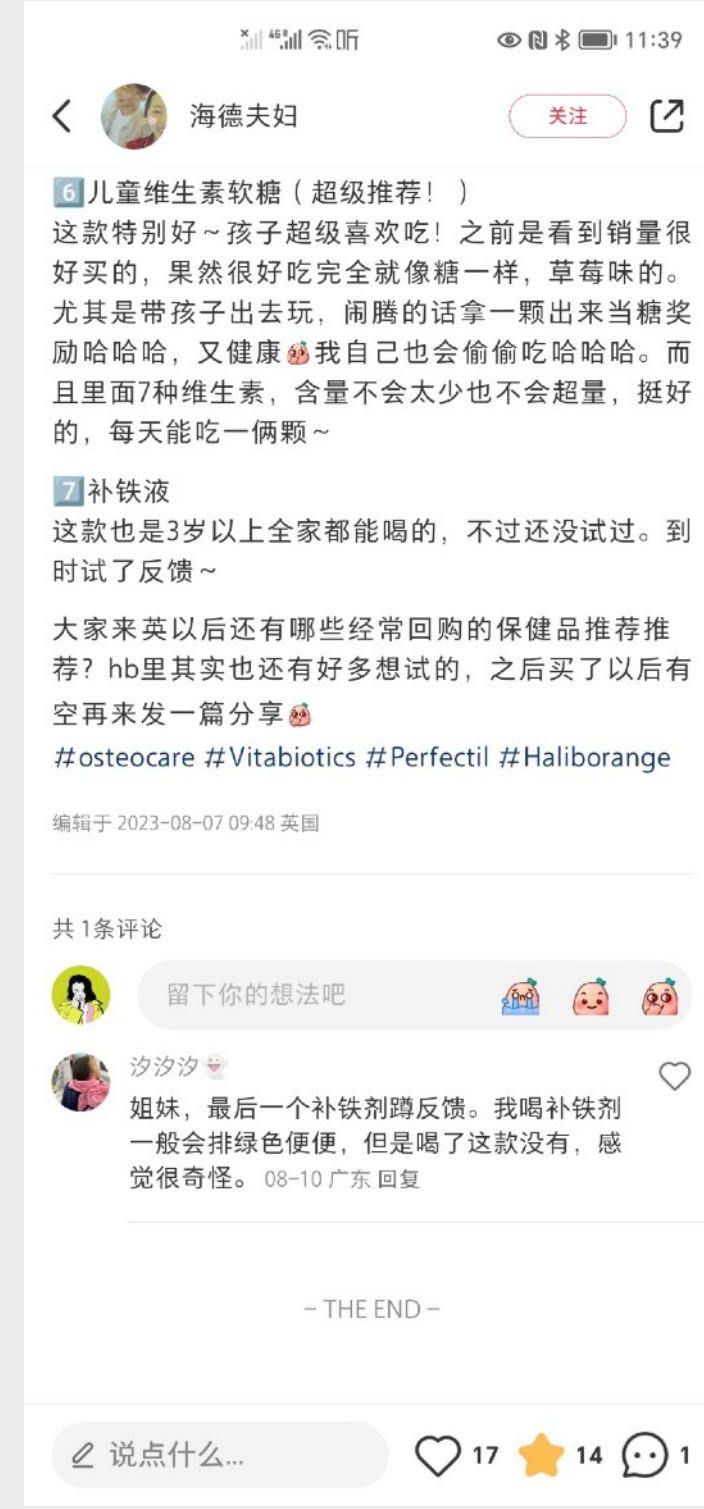 46R 听 11:39
海德夫妇 关注
6儿童维生素软糖（超级推荐！）
这款特别好～孩子超级喜欢吃！之前是看到销量很
好买的，果然很好吃完全就像糖一样，草莓味的。
尤其是带孩子出去玩，闹腾的话拿一颗出来当糖奖
励哈哈哈，又健康我自己也会偷偷吃哈哈哈。而
且里面7种维生素，含量不会太少也不会超量，挺好
的，每天能吃一俩颗～
7补铁液
这款也是3岁以上全家都能喝的，不过还没试过。到
时试了反馈～
大家来英以后还有哪些经常回购的保健品推荐推
荐？hb里其实也还有好多想试的，之后买了以后有
空再来发一篇分享
#osteocare #Vitabiotics #Perfectil #Haliborange
编辑于 2023-08-07 09:48 英国
共 1条评论
留下你的想法吧
汐汐汐👻
姐妹，最后一个补铁剂蹲反馈。我喝补铁剂
一般会排绿色便便，但是喝了这款没有，感
觉很奇怪。 08-10 广东 回复
- THE END -
说点什么... 17 14 1